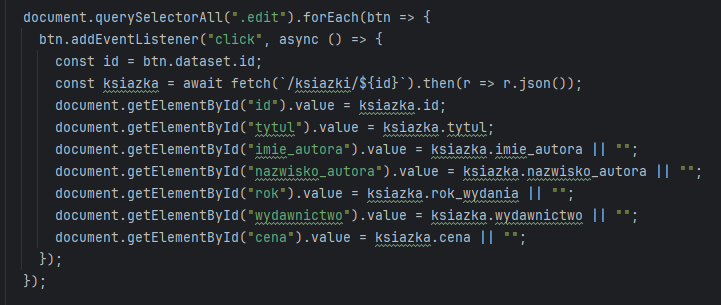 document.querySelectorAll(".edit").forEach(btn => {
  btn.addEventListener("click", async () => {
    const id = btn.dataset.id;
    const ksiazka = await fetch(`/ksiazki/${id}`).then(r => r.json());
    document.getElementById("id").value = ksiazka.id;
    document.getElementById("tytul").value = ksiazka.tytul;
    document.getElementById("imie_autora").value = ksiazka.imie_autora || "";
    document.getElementById("nazwisko_autora").value = ksiazka.nazwisko_autora || "";
    document.getElementById("rok").value = ksiazka.rok_wydania || "";
    document.getElementById("wydawnictwo").value = ksiazka.wydawnictwo || "";
    document.getElementById("cena").value = ksiazka.cena || "";
  });
});